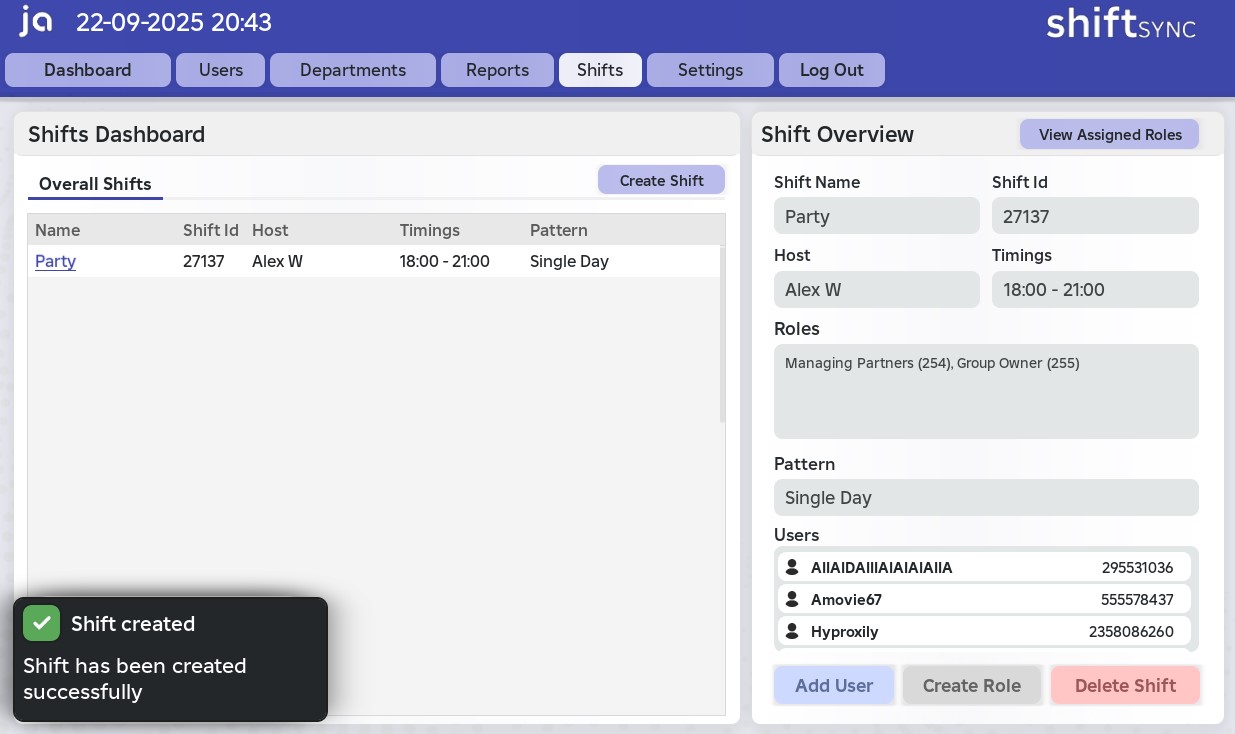 ja 22-09-2025 20:43
shiftSYNC
Dashboard Users Departments Reports Shifts Settings Log Out
Shifts Dashboard
Overall Shifts
Create Shift
Name Shift Id Host Timings Pattern
Party 27137 Alex W 18:00 - 21:00 Single Day
Shift created
Shift has been created
successfully
Shift Overview
View Assigned Roles
Shift Name Shift Id
Party 27137
Host Timings
Alex W 18:00 - 21:00
Roles
Managing Partners (254), Group Owner (255)
Pattern
Single Day
Users
295531036
Amovie67 555578437
Hyproxily 2358086260
Add User Create Role Delete Shift